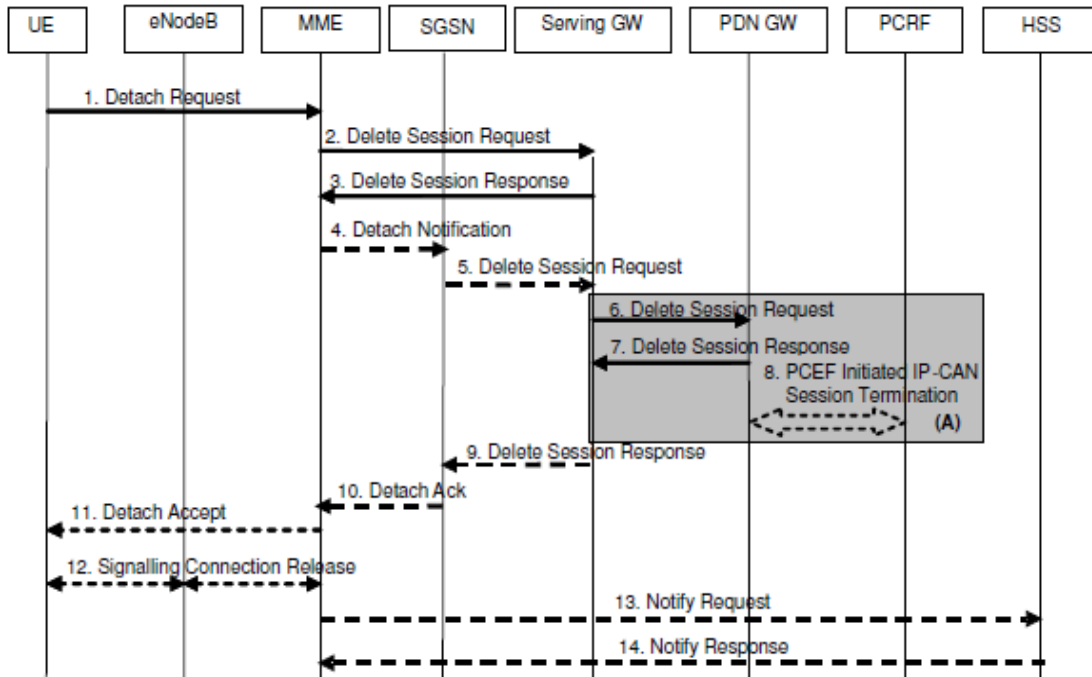 UE
eNodeB
MME
SGSN
Serving GW
PDN GW
PCRF
HSS
1. Detach Request
2. Delete Session Request
3. Delete Session Response
4. Detach Notification
5. Delete Session Request
6. Delete Session Request
7. Delete Session Response
8. PCEF Initiated IP-CAN
Session Termination
(A)
9. Delete Session Response
10. Detach Ack
11. Detach Accept
12. Signalling Connection Release
13. Notify Request
14. Notify Response